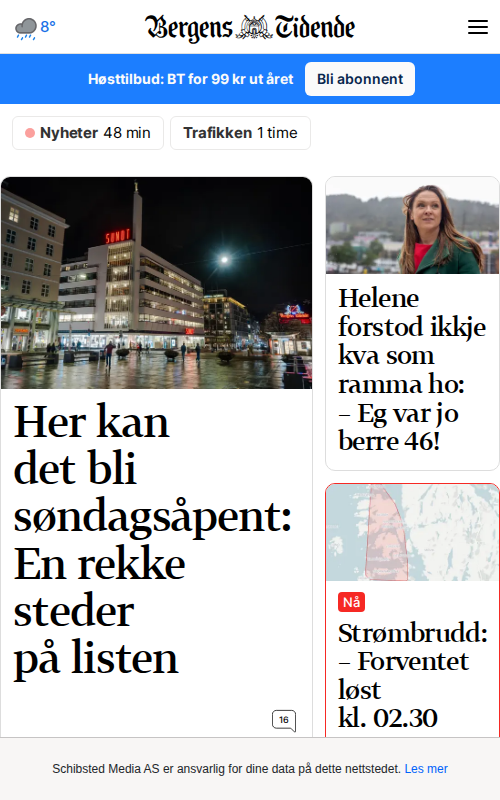 8°
Bergens Tidende
Høsttilbud: BT for 99 kr ut året
Bli abonnent
Nyheter 48 min
Trafikken 1 time
SUNDT
Her kan
det bli
søndagsåpent:
En rekke
steder
på listen
16
Helene
forstod ikkje
kva som
ramma ho:
– Eg var jo
berre 46!
Nå
Strømbrudd:
– Forventet
løst
kl. 02.30
Schibsted Media AS er ansvarlig for dine data på dette nettstedet. Les mer